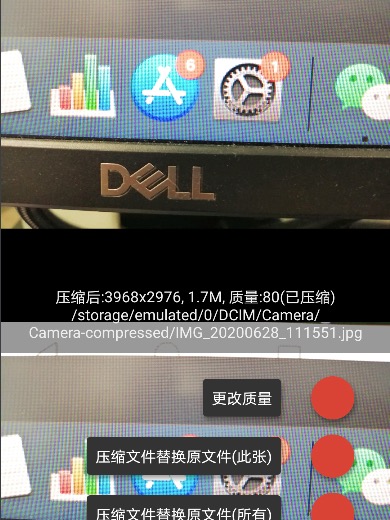 6
1
DELL
压缩后:3968x2976, 1.7M, 质量:80(已压缩)
/storage/emulated/0/DCIM/Camera/
Camera-compressed/IMG_20200628_111551.jpg
更改质量
压缩文件替换原文件(此张)
压缩文件替换原文件(所有)